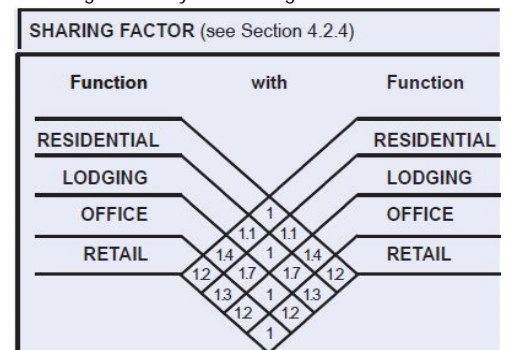 SHARING FACTOR (see Section 4.2.4)
Function with Function
RESIDENTIAL RESIDENTIAL
LODGING LODGING
OFFICE OFFICE
RETAIL RETAIL
1
1.1 1.1
1.4 1 1.4
1.2 1.7 1.7 1.2
1.3 1 1.3
1.2 1.2
1